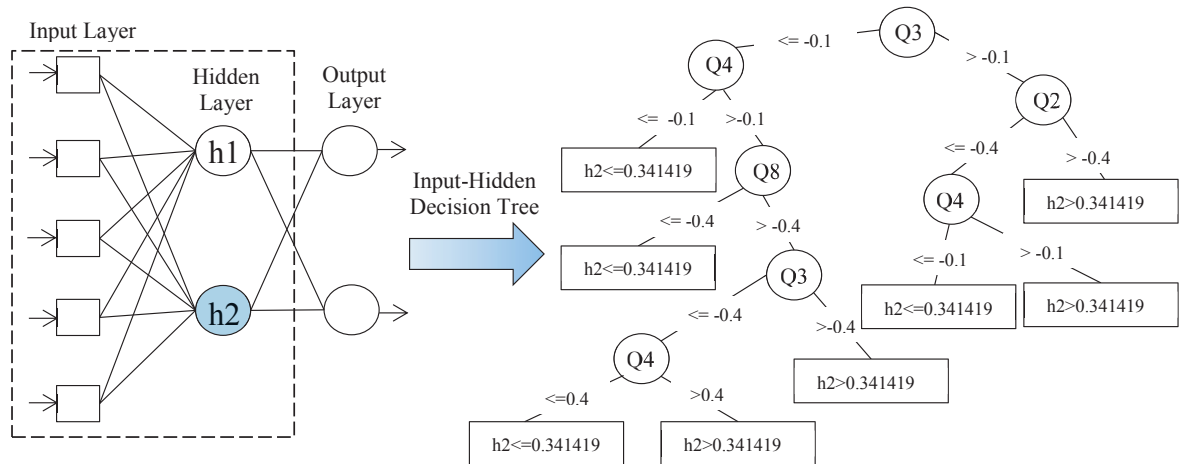 Input Layer
Hidden
Layer
Output
Layer
h1
h2
Input-Hidden
Decision Tree
Q3
<= -0.1
> -0.1
Q4
Q2
<= -0.1
>-0.1
<= -0.4
> -0.4
h2<=0.341419
Q8
Q4
h2>0.341419
<= -0.4
> -0.4
<= -0.1
> -0.1
h2<=0.341419
Q3
h2<=0.341419
h2>0.341419
<= -0.4
>-0.4
Q4
h2>0.341419
<=0.4
>0.4
h2<=0.341419
h2>0.341419